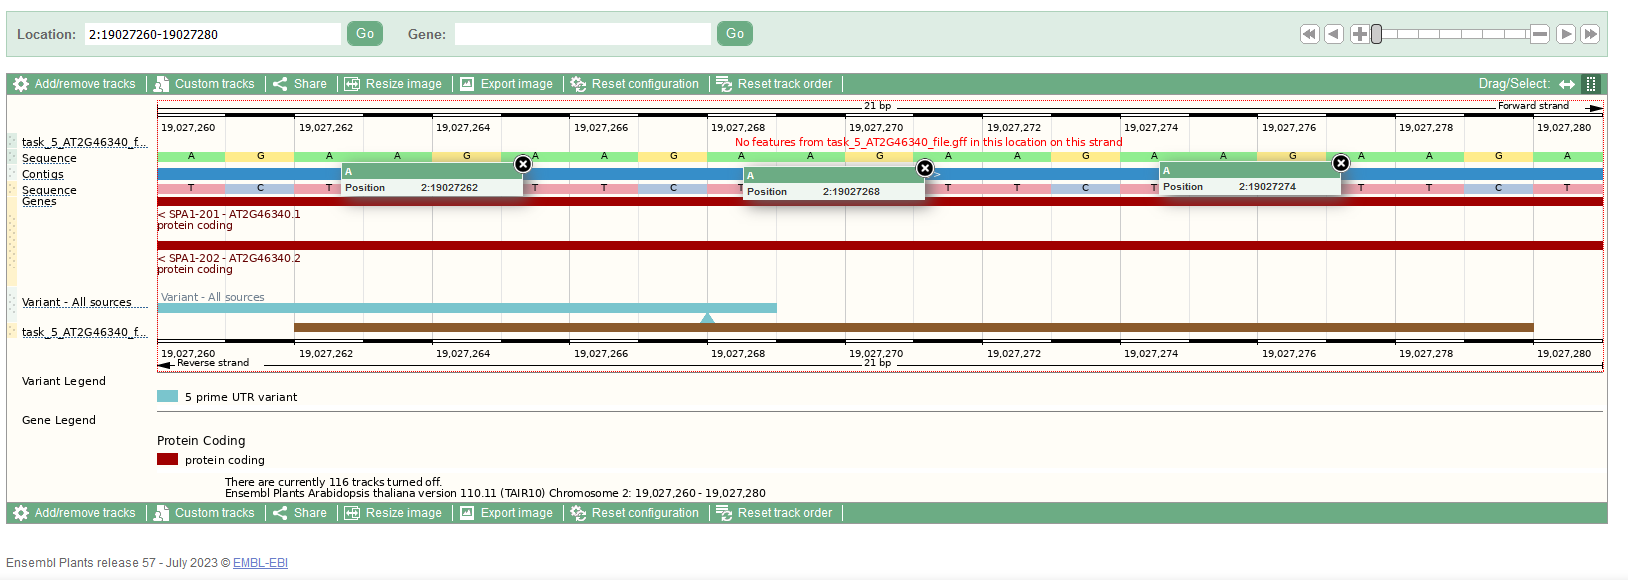 Location: 2:19027260-19027280 Go Gene: Go
Add/remove tracks Custom tracks Share Resize image Export image Reset configuration Reset track order Drag/Select:
21 bp Forward strand
19,027,260 19,027,262 19,027,264 19,027,266 19,027,268 19,027,270 19,027,272 19,027,274 19,027,276 19,027,278 19,027,280
task_5_AT2G46340_f... No features from task_5_AT2G46340_file.gff in this location on this strand
Sequence A G A A G A A G A A G A A G A A G A A G A
Contigs >
A
Position 2:19027262
A
Position 2:19027268
A
Position 2:19027274
Sequence T C T T T C T T T C T T T C T
Genes
< SPA1-201 - AT2G46340.1
protein coding
< SPA1-202 - AT2G46340.2
protein coding
Variant - All sources Variant - All sources
task_5_AT2G46340_f...
19,027,260 19,027,262 19,027,264 19,027,266 19,027,268 19,027,270 19,027,272 19,027,274 19,027,276 19,027,278 19,027,280
Reverse strand 21 bp
Variant Legend
5 prime UTR variant
Gene Legend
Protein Coding
protein coding
There are currently 116 tracks turned off.
Ensembl Plants Arabidopsis thaliana version 110.11 (TAIR10) Chromosome 2: 19,027,260 - 19,027,280
Add/remove tracks Custom tracks Share Resize image Export image Reset configuration Reset track order
Ensembl Plants release 57 - July 2023 © EMBL-EBI